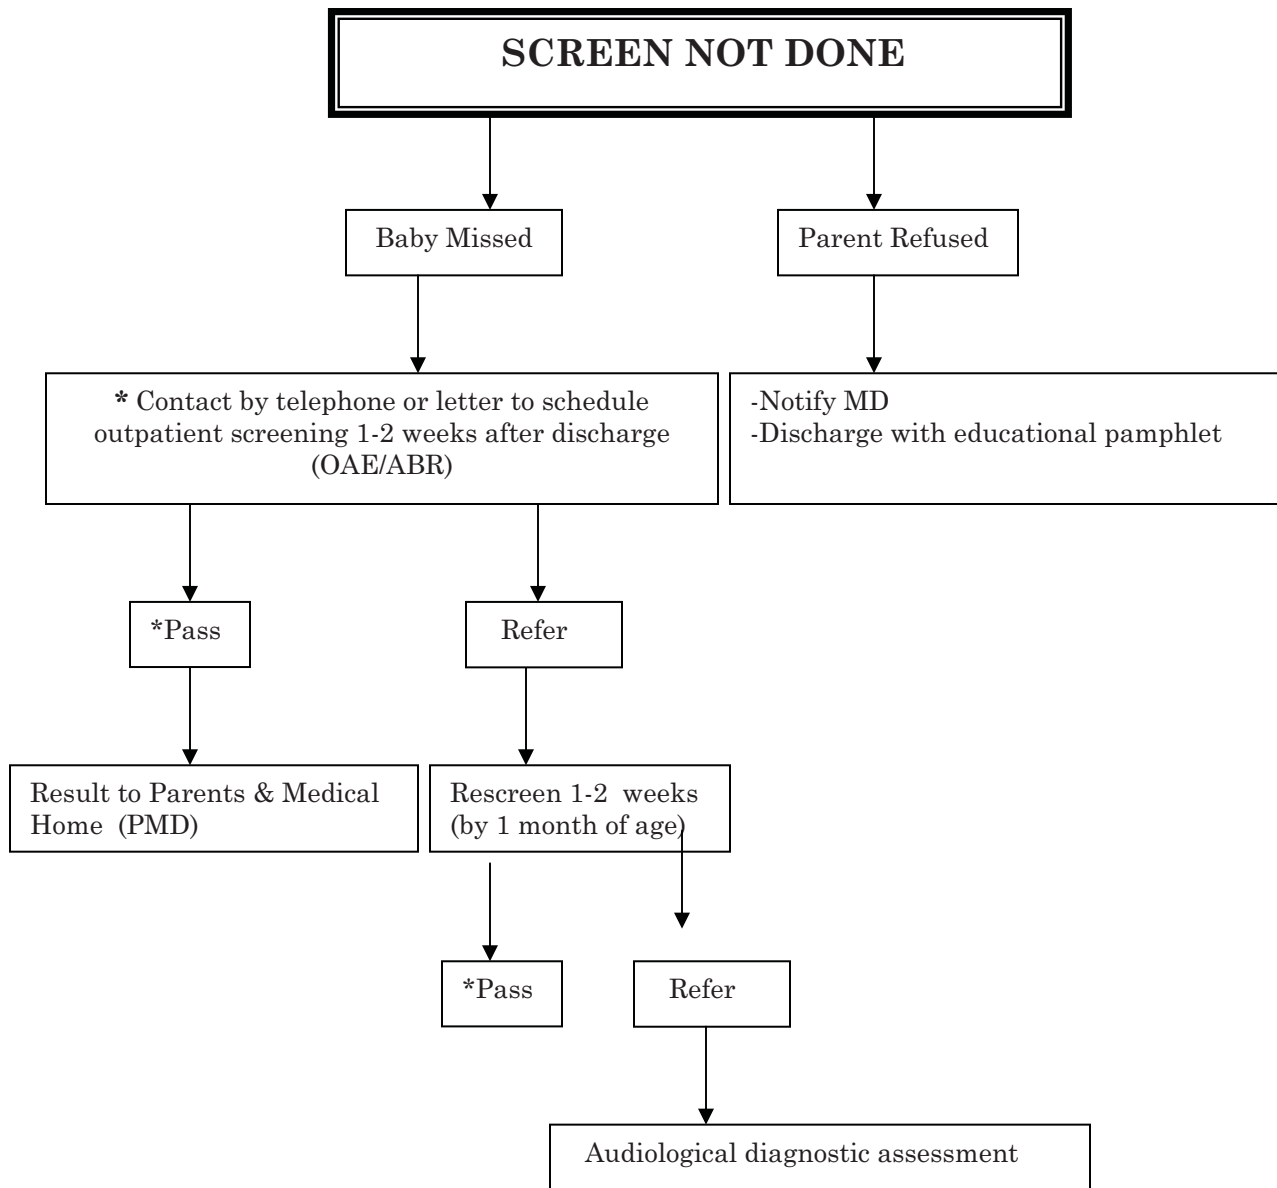 SCREEN NOT DONE
Baby Missed
Parent Refused
* Contact by telephone or letter to schedule
outpatient screening 1-2 weeks after discharge
(OAE/ABR)
-Notify MD
-Discharge with educational pamphlet
*Pass
Refer
Result to Parents & Medical
Home (PMD)
Rescreen 1-2 weeks
(by 1 month of age)
*Pass
Refer
Audiological diagnostic assessment